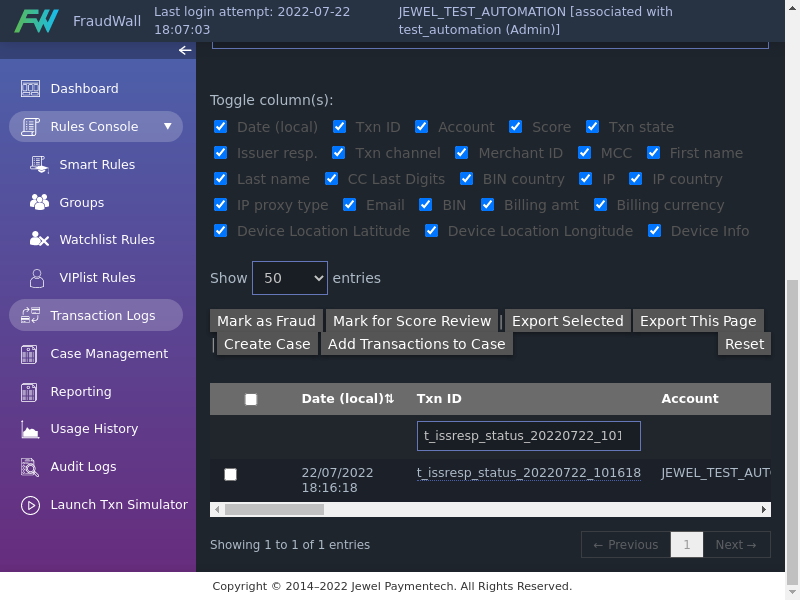 FW FraudWall
Last login attempt: 2022-07-22
18:07:03
JEWEL_TEST_AUTOMATION [associated with
test_automation (Admin)]
Dashboard
Rules Console
Smart Rules
Groups
Watchlist Rules
VIPlist Rules
Transaction Logs
Case Management
Reporting
Usage History
Audit Logs
Launch Txn Simulator
Toggle column(s):
Date (local) Txn ID Account Score Txn state
Issuer resp. Txn channel Merchant ID MCC First name
Last name CC Last Digits BIN country IP IP country
IP proxy type Email BIN Billing amt Billing currency
Device Location Latitude Device Location Longitude Device Info
Show 50 entries
Mark as Fraud Mark for Score Review | Export Selected Export This Page
| Create Case Add Transactions to Case Reset
Date (local)⇅ Txn ID Account
t_issresp_status_20220722_101
22/07/2022 t_issresp_status_20220722_101618 JEWEL_TEST_AUTO
18:16:18
Showing 1 to 1 of 1 entries
← Previous 1 Next →
Copyright © 2014–2022 Jewel Paymentech. All Rights Reserved.